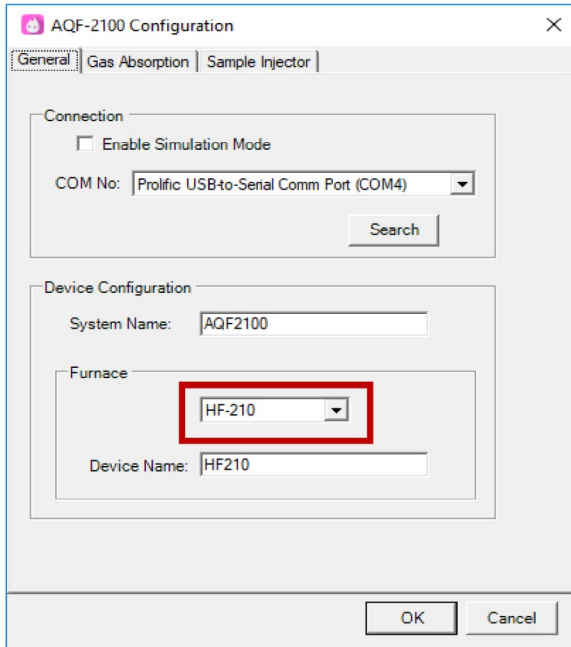 AQF-2100 Configuration
General Gas Absorption Sample Injector
Connection
Enable Simulation Mode
COM No: Prolific USB-to-Serial Comm Port (COM4)
Search
Device Configuration
System Name: AQF2100
Furnace
HF-210
Device Name: HF210
OK Cancel